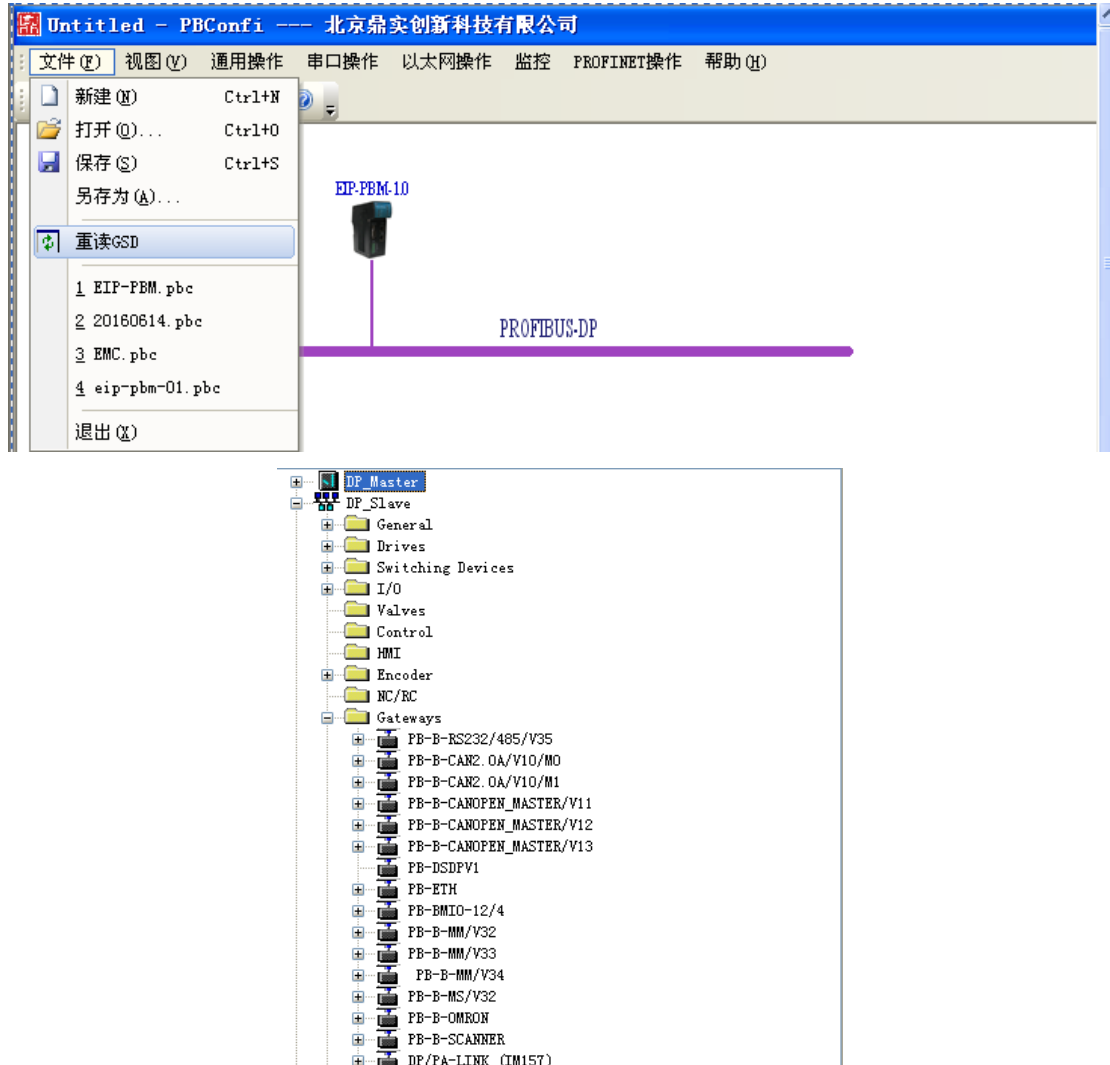 Untitled - PBConfi --- 北京鼎实创新科技有限公司
文件(F) 视图(V) 通用操作 串口操作 以太网操作 监控 PROFINET操作 帮助(H)
新建(N) Ctrl+N
打开(O)... Ctrl+O
保存(S) Ctrl+S
另存为(A)...
重读GSD
1 EIP-PBM.pbc
2 20160614.pbc
3 EMC.pbc
4 eip-pbm-01.pbc
退出(X)
EIP-PBM-1.0
PROFIBUS-DP
DP_Master
DP_Slave
General
Drives
Switching Devices
I/O
Valves
Control
HMI
Encoder
NC/RC
Gateways
PB-B-RS232/485/V35
PB-B-CAN2.0A/V10/M0
PB-B-CAN2.0A/V10/M1
PB-B-CANOPEN_MASTER/V11
PB-B-CANOPEN_MASTER/V12
PB-B-CANOPEN_MASTER/V13
PB-DSDPV1
PB-ETH
PB-BMIO-12/4
PB-B-MM/V32
PB-B-MM/V33
PB-B-MM/V34
PB-B-MS/V32
PB-B-OMRON
PB-B-SCANNER
DP/PA-LINK (IM157)